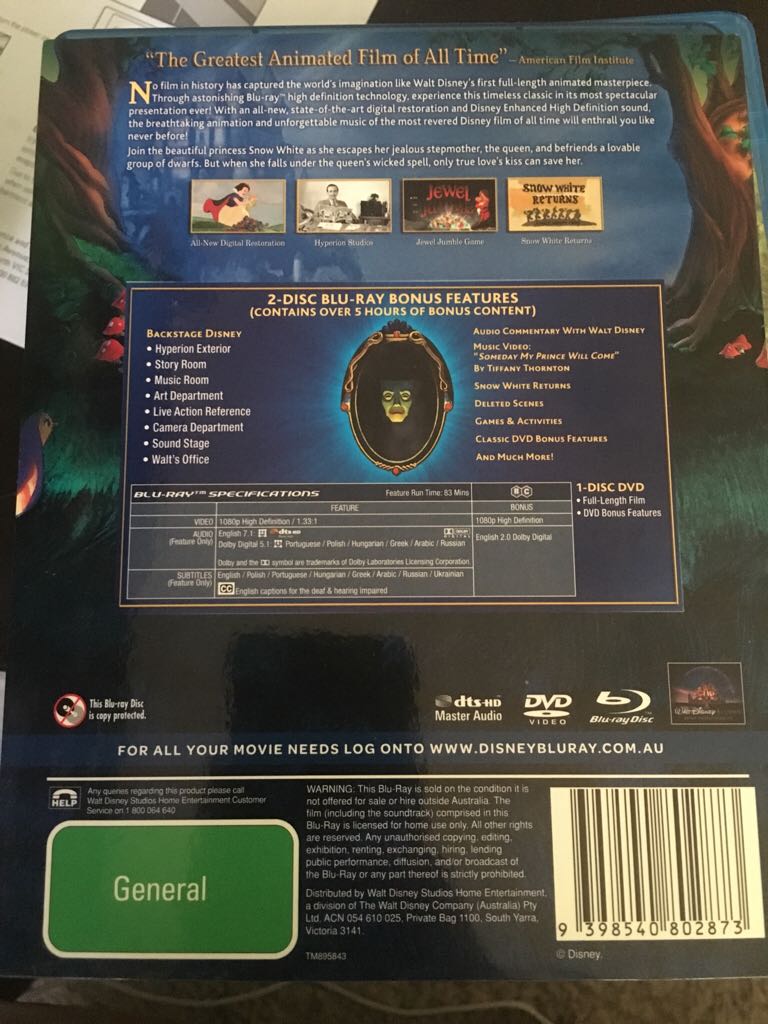 "The Greatest Animated Film of All Time" – American Film Institute
No film in history has captured the world's imagination like Walt Disney's first full-length animated masterpiece.
Through astonishing Blu-ray™ high definition technology, experience this timeless classic in its most spectacular
presentation ever! With an all-new, state-of-the-art digital restoration and Disney Enhanced High Definition sound,
the breathtaking animation and unforgettable music of the most revered Disney film of all time will enthrall you like
never before!
Join the beautiful princess Snow White as she escapes her jealous stepmother, the queen, and befriends a lovable
group of dwarfs. But when she falls under the queen's wicked spell, only true love's kiss can save her.
JEWEL
JUMBLE
SNOW WHITE
RETURNS
All-New Digital Restoration
Hyperion Studios
Jewel Jumble Game
Snow White Returns
2-DISC BLU-RAY BONUS FEATURES
(CONTAINS OVER 5 HOURS OF BONUS CONTENT)
BACKSTAGE DISNEY
• Hyperion Exterior
• Story Room
• Music Room
• Art Department
• Live Action Reference
• Camera Department
• Sound Stage
• Walt's Office
AUDIO COMMENTARY WITH WALT DISNEY
MUSIC VIDEO:
"SOMEDAY MY PRINCE WILL COME"
BY TIFFANY THORNTON
SNOW WHITE RETURNS
DELETED SCENES
GAMES & ACTIVITIES
CLASSIC DVD BONUS FEATURES
AND MUCH MORE!
BLU-RAY™ SPECIFICATIONS
Feature Run Time: 83 Mins
B C
FEATURE
BONUS
VIDEO
1080p High Definition / 1.33:1
1080p High Definition
AUDIO
(Feature Only)
English 7.1: dts-HD
Dolby Digital 5.1: Portuguese / Polish / Hungarian / Greek / Arabic / Russian
DIGITAL
Dolby and the DD symbol are trademarks of Dolby Laboratories Licensing Corporation.
English 2.0 Dolby Digital
SUBTITLES
(Feature Only)
English / Polish / Portuguese / Hungarian / Greek / Arabic / Russian / Ukrainian
CC English captions for the deaf & hearing impaired
1-DISC DVD
• Full-Length Film
• DVD Bonus Features
This Blu-ray Disc
is copy protected.
dts-HD
Master Audio
DVD
VIDEO
Blu-ray Disc
WALT DISNEY
FOR ALL YOUR MOVIE NEEDS LOG ONTO WWW.DISNEYBLURAY.COM.AU
HELP
Any queries regarding this product please call
Walt Disney Studios Home Entertainment Customer
Service on 1 800 064 640
General
WARNING: This Blu-Ray is sold on the condition it is
not offered for sale or hire outside Australia. The
film (including the soundtrack) comprised in this
Blu-Ray is licensed for home use only. All other rights
are reserved. Any unauthorised copying, editing,
exhibition, renting, exchanging, hiring, lending
public performance, diffusion, and/or broadcast of
the Blu-Ray or any part thereof is strictly prohibited.
Distributed by Walt Disney Studios Home Entertainment,
a division of The Walt Disney Company (Australia) Pty
Ltd. ACN 054 610 025, Private Bag 1100, South Yarra,
Victoria 3141.
TM895843
9 398540 802873
© Disney.